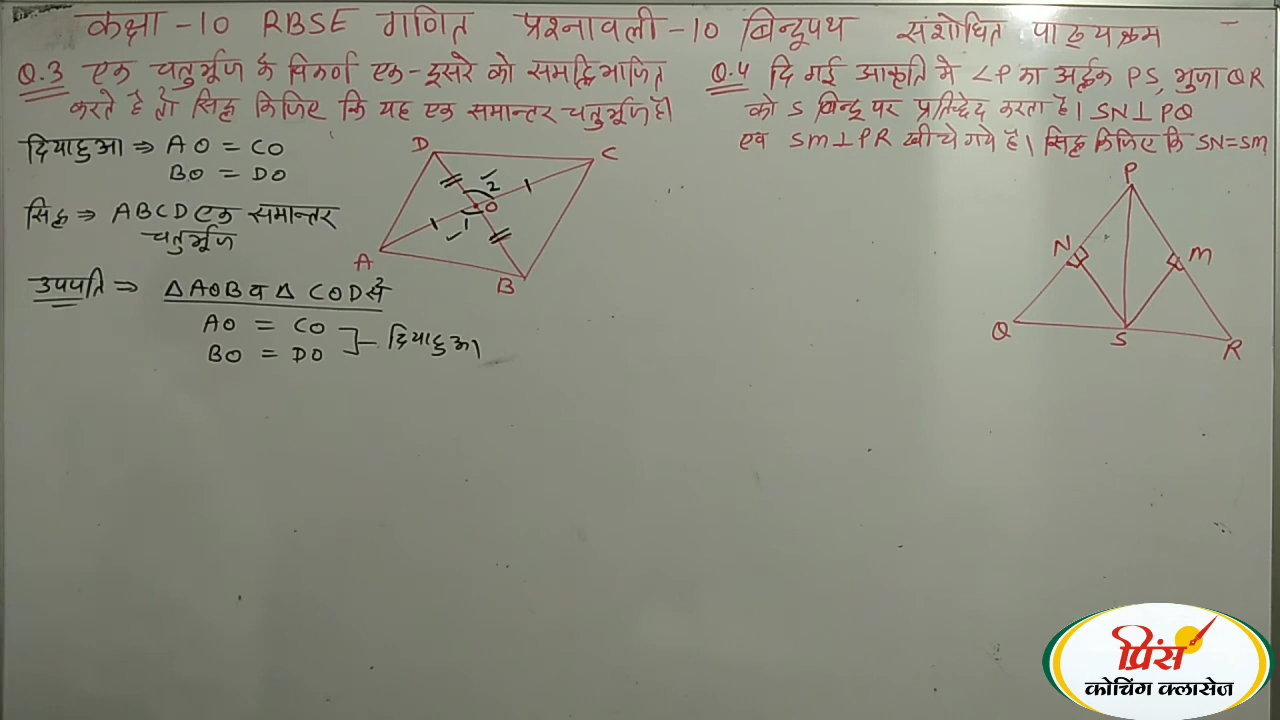 कक्षा -10 RBSE गणित प्रश्नावली -10 बिन्दूपथ संशोधित पाठ्यक्रम
Q.3 एक चतुर्भूज के विकर्ण एक-दूसरे को समद्विभाजित
करते है तो सिद्ध किजिए कि यह एक समान्तर चतुर्भूज है।
दियाहुआ ⇒ AO = CO
BO = DO
सिद्ध ⇒ ABCD एक समान्तर
चतुर्भूज
उपपति ⇒ △AOB व △ CODसे
AO = CO
BO = DO ]- दियाहुआ।
D
C
2
O
1
A
B
Q.4 दि गई आकृति मे ∠P का अर्द्धक PS, भुजा QR
को S बिन्दू पर प्रतिच्छेद करता है। SN⊥PQ
एव SM⊥PR खीचे गये है। सिद्ध किजिए कि SN=SM
P
N
M
Q
S
R
प्रिंस
कोचिंग क्लासेज